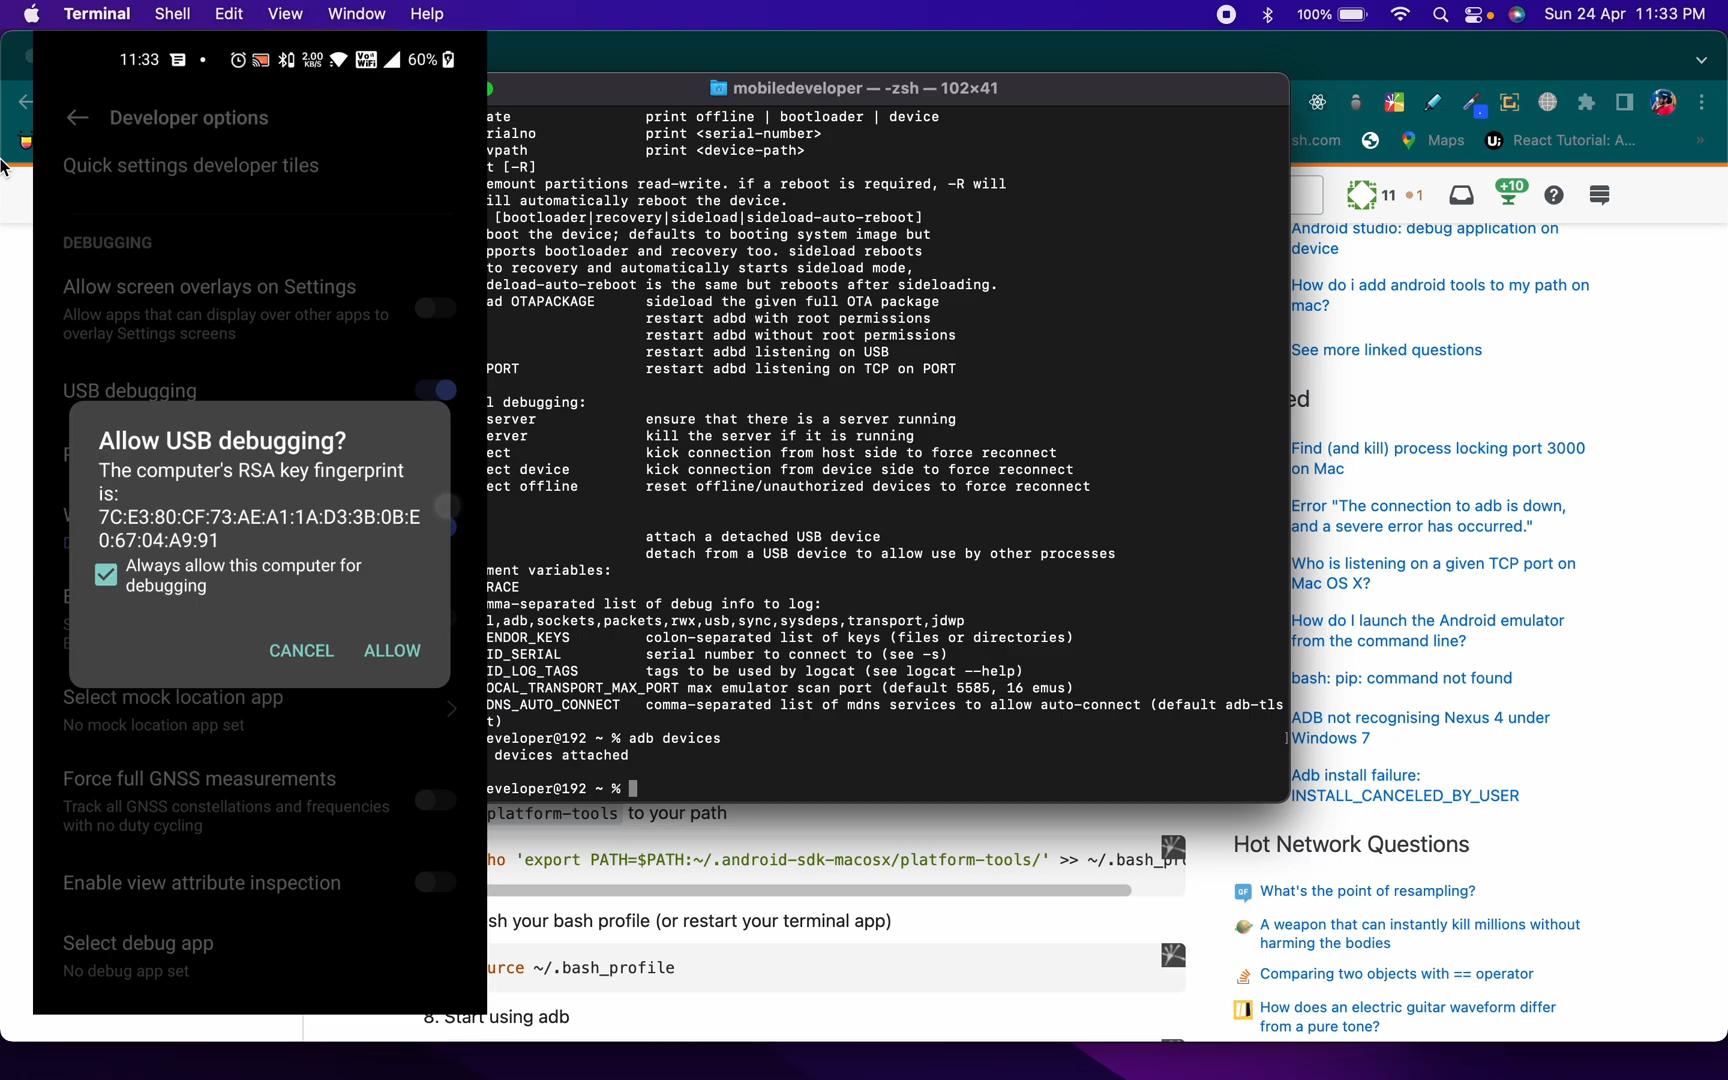 Terminal Shell Edit View Window Help
100% Sun 24 Apr 11:33 PM
11:33
2.00
KB/S
Vo
WiFi
60%
Developer options
Quick settings developer tiles
DEBUGGING
Allow screen overlays on Settings
Allow apps that can display over other apps to
overlay Settings screens
USB debugging
Allow USB debugging?
The computer's RSA key fingerprint
is:
7C:E3:80:CF:73:AE:A1:1A:D3:3B:0B:E
0:67:04:A9:91
Always allow this computer for
debugging
CANCEL ALLOW
Select mock location app
No mock location app set
Force full GNSS measurements
Track all GNSS constellations and frequencies
with no duty cycling
Enable view attribute inspection
Select debug app
No debug app set
mobiledeveloper — -zsh — 102×41
ate print offline | bootloader | device
rialno print <serial-number>
vpath print <device-path>
t [-R]
emount partitions read-write. if a reboot is required, -R will
ill automatically reboot the device.
[bootloader|recovery|sideload|sideload-auto-reboot]
boot the device; defaults to booting system image but
pports bootloader and recovery too. sideload reboots
to recovery and automatically starts sideload mode,
deload-auto-reboot is the same but reboots after sideloading.
ad OTAPACKAGE sideload the given full OTA package
restart adbd with root permissions
restart adbd without root permissions
restart adbd listening on USB
PORT restart adbd listening on TCP on PORT
l debugging:
server ensure that there is a server running
erver kill the server if it is running
ect kick connection from host side to force reconnect
ect device kick connection from device side to force reconnect
ect offline reset offline/unauthorized devices to force reconnect
attach a detached USB device
detach from a USB device to allow use by other processes
ment variables:
RACE
mma-separated list of debug info to log:
l,adb,sockets,packets,rwx,usb,sync,sysdeps,transport,jdwp
ENDOR_KEYS colon-separated list of keys (files or directories)
ID_SERIAL serial number to connect to (see -s)
ID_LOG_TAGS tags to be used by logcat (see logcat --help)
OCAL_TRANSPORT_MAX_PORT max emulator scan port (default 5585, 16 emus)
DNS_AUTO_CONNECT comma-separated list of mdns services to allow auto-connect (default adb-tls
t)
eveloper@192 ~ % adb devices ]
devices attached
eveloper@192 ~ %
platform-tools to your path
ho 'export PATH=$PATH:~/.android-sdk-macosx/platform-tools/' >> ~/.bash_pro
sh your bash profile (or restart your terminal app)
urce ~/.bash_profile
8. Start using adb
sh.com Maps React Tutorial: A... »
11 1 +10
Android studio: debug application on
device
How do i add android tools to my path on
mac?
See more linked questions
ed
Find (and kill) process locking port 3000
on Mac
Error "The connection to adb is down,
and a severe error has occurred."
Who is listening on a given TCP port on
Mac OS X?
How do I launch the Android emulator
from the command line?
bash: pip: command not found
ADB not recognising Nexus 4 under
Windows 7
Adb install failure:
INSTALL_CANCELED_BY_USER
Hot Network Questions
What's the point of resampling?
A weapon that can instantly kill millions without
harming the bodies
Comparing two objects with == operator
How does an electric guitar waveform differ
from a pure tone?